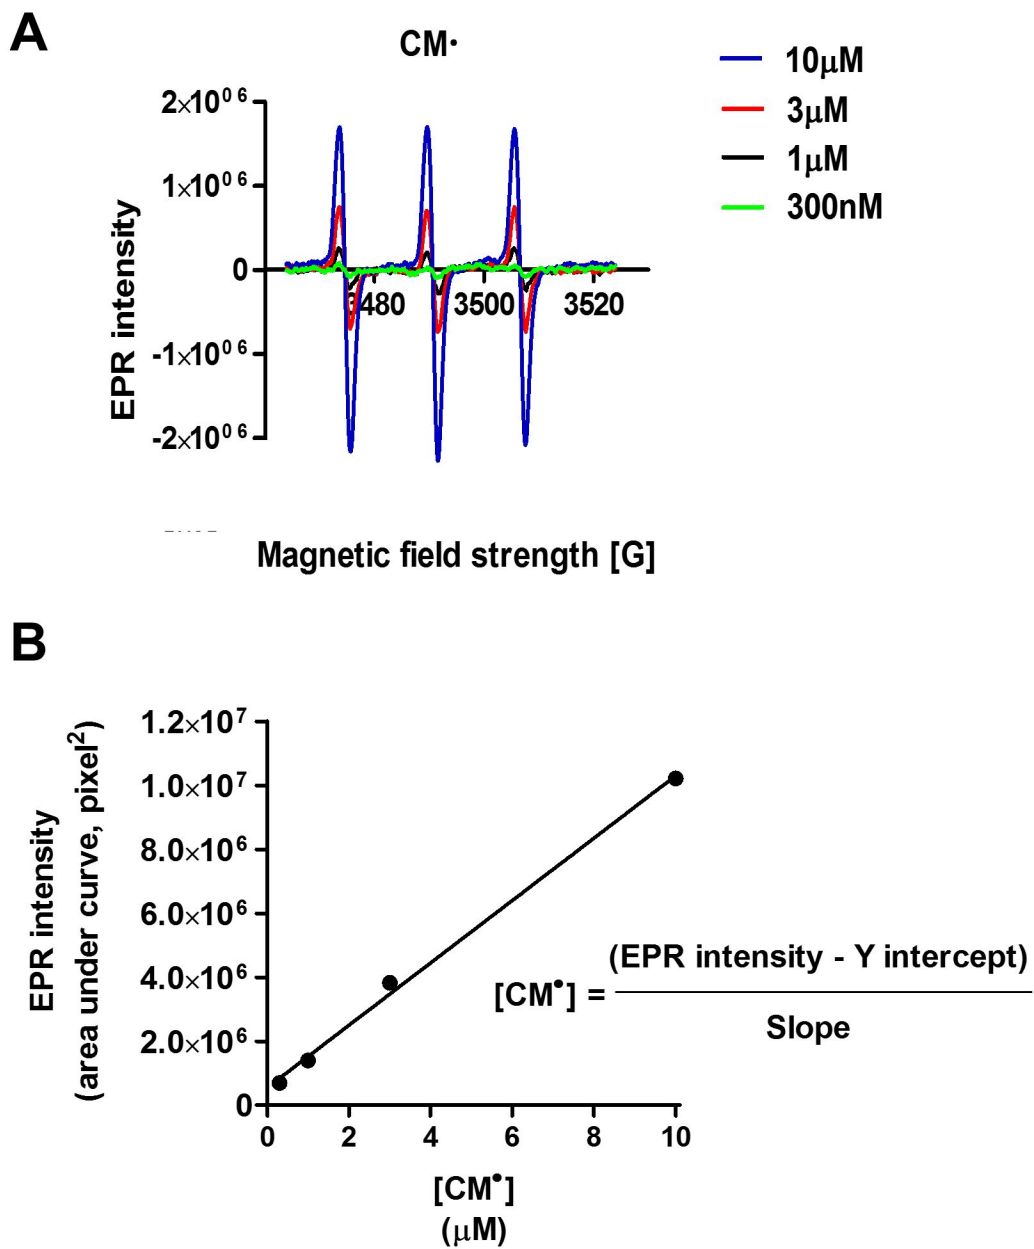 A
CM·
10μM
3μM
1μM
300nM
2×10⁰⁶
1×10⁰⁶
0
-1×10⁰⁶
-2×10⁰⁶
EPR intensity
3480 3500 3520
Magnetic field strength [G]
B
EPR intensity
(area under curve, pixel²)
1.2×10⁷
1.0×10⁷
8.0×10⁶
6.0×10⁶
4.0×10⁶
2.0×10⁶
0
0 2 4 6 8 10
[CM•]
(μM)
(EPR intensity - Y intercept)
[CM•] =
Slope